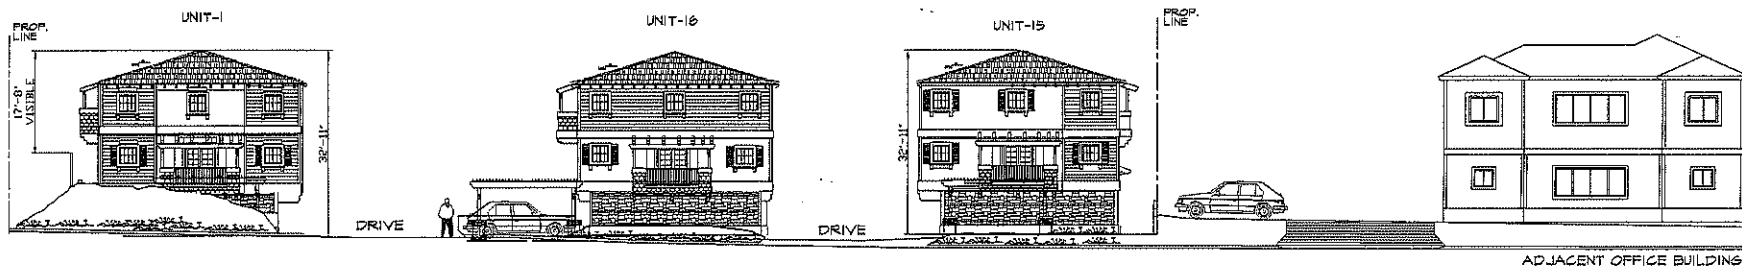 PROP.
LINE
UNIT-1
UNIT-16
UNIT-15
PROP.
LINE
17'-8"
VISIBLE
32'-11"
32'-11"
DRIVE
DRIVE
ADJACENT OFFICE BUILDING